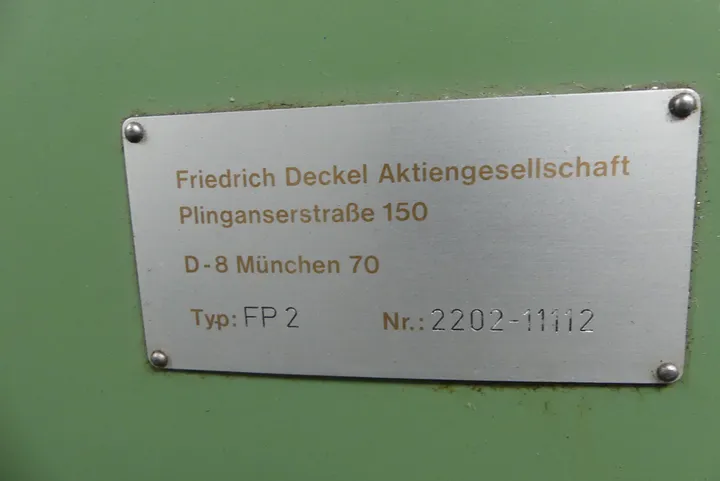 Friedrich Deckel Aktiengesellschaft
Plinganserstraße 150
D-8 München 70
Typ: FP 2 Nr.: 2202-11112